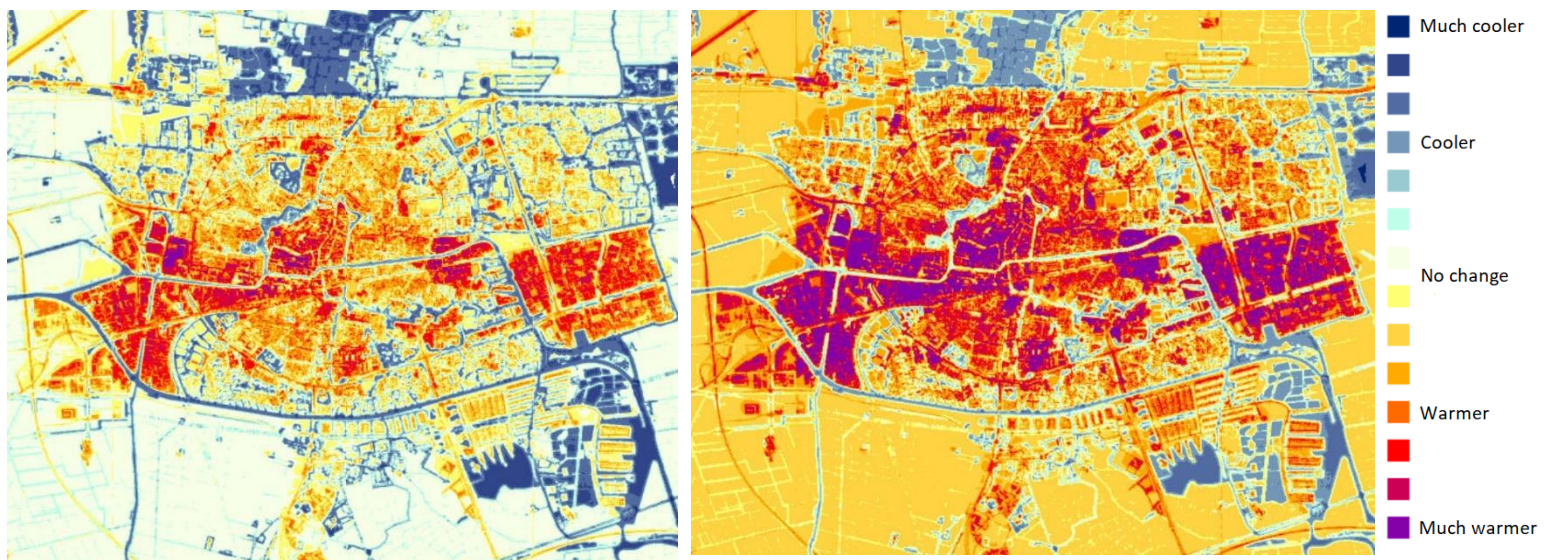 Much cooler
Cooler
No change
Warmer
Much warmer